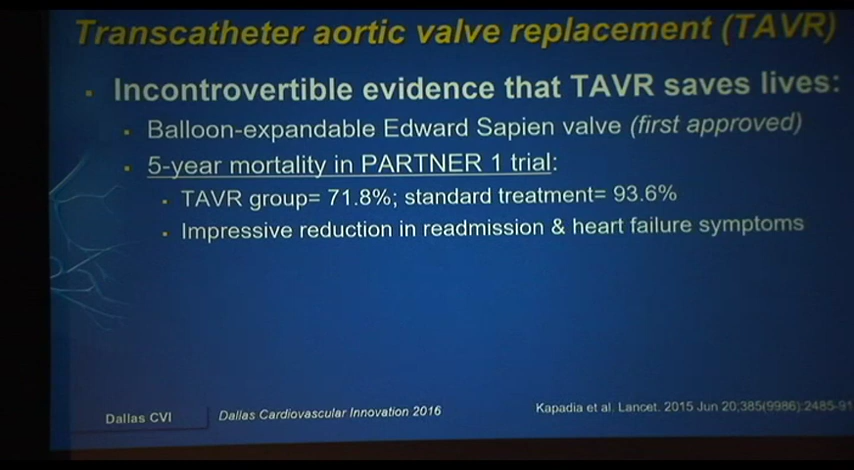 Transcatheter aortic valve replacement (TAVR)
Incontrovertible evidence that TAVR saves lives:
Balloon-expandable Edward Sapien valve (first approved)
5-year mortality in PARTNER 1 trial:
TAVR group= 71.8%; standard treatment= 93.6%
Impressive reduction in readmission & heart failure symptoms
Dallas CVI
Dallas Cardiovascular Innovation 2016
Kapadia et al. Lancet. 2015 Jun 20;385(9986):2485-91